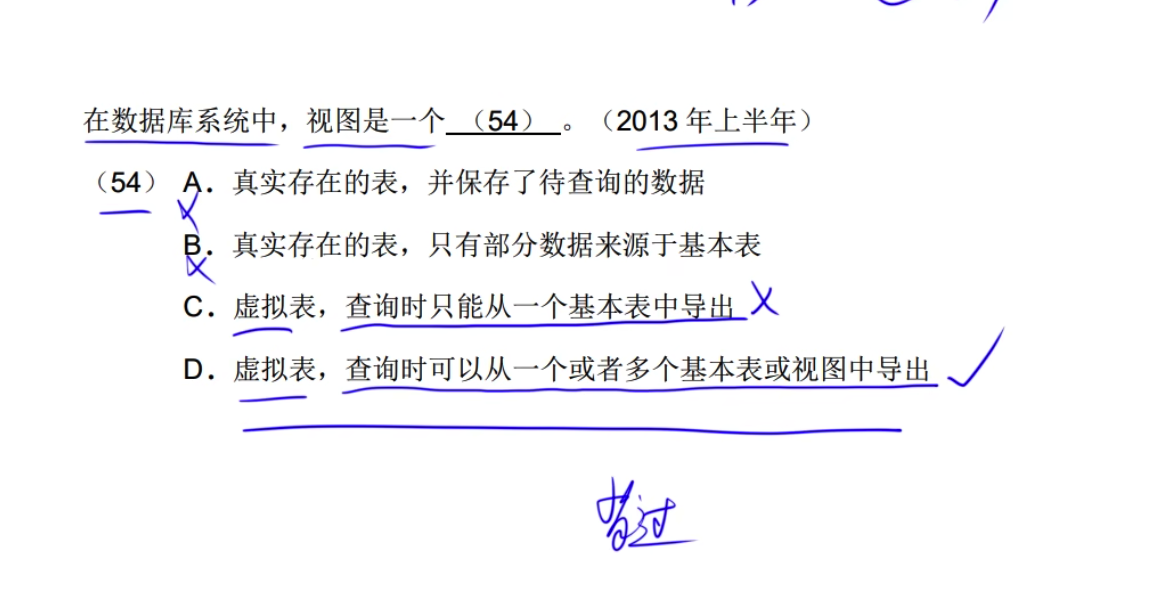 在数据库系统中，视图是一个 （54） 。（2013 年上半年）
（54） A．真实存在的表，并保存了待查询的数据
B．真实存在的表，只有部分数据来源于基本表
C．虚拟表，查询时只能从一个基本表中导出
D．虚拟表，查询时可以从一个或者多个基本表或视图中导出